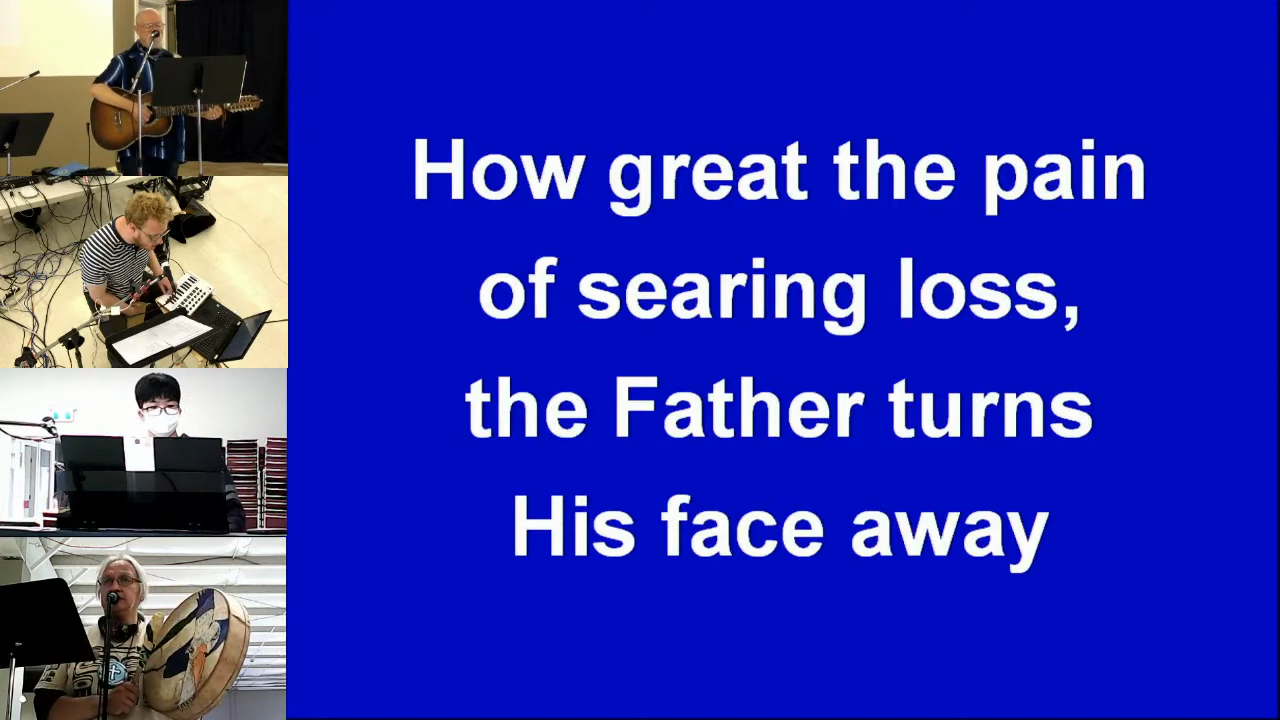 How great the pain
of searing loss,
the Father turns
His face away